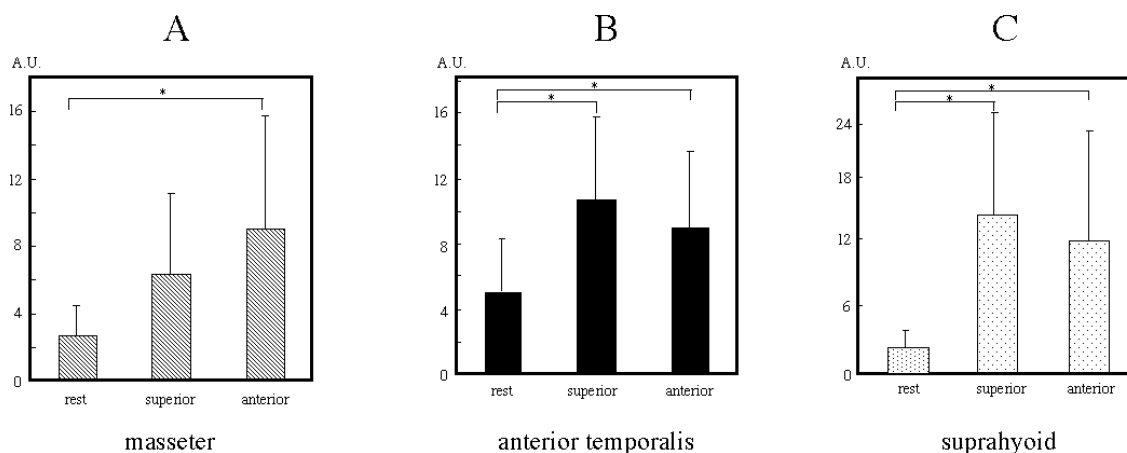 A
A.U.
*
16
12
8
4
0
rest superior anterior
masseter
B
A.U.
*
*
16
12
8
4
0
rest superior anterior
anterior temporalis
C
A.U.
*
*
24
18
12
6
0
rest superior anterior
suprahyoid